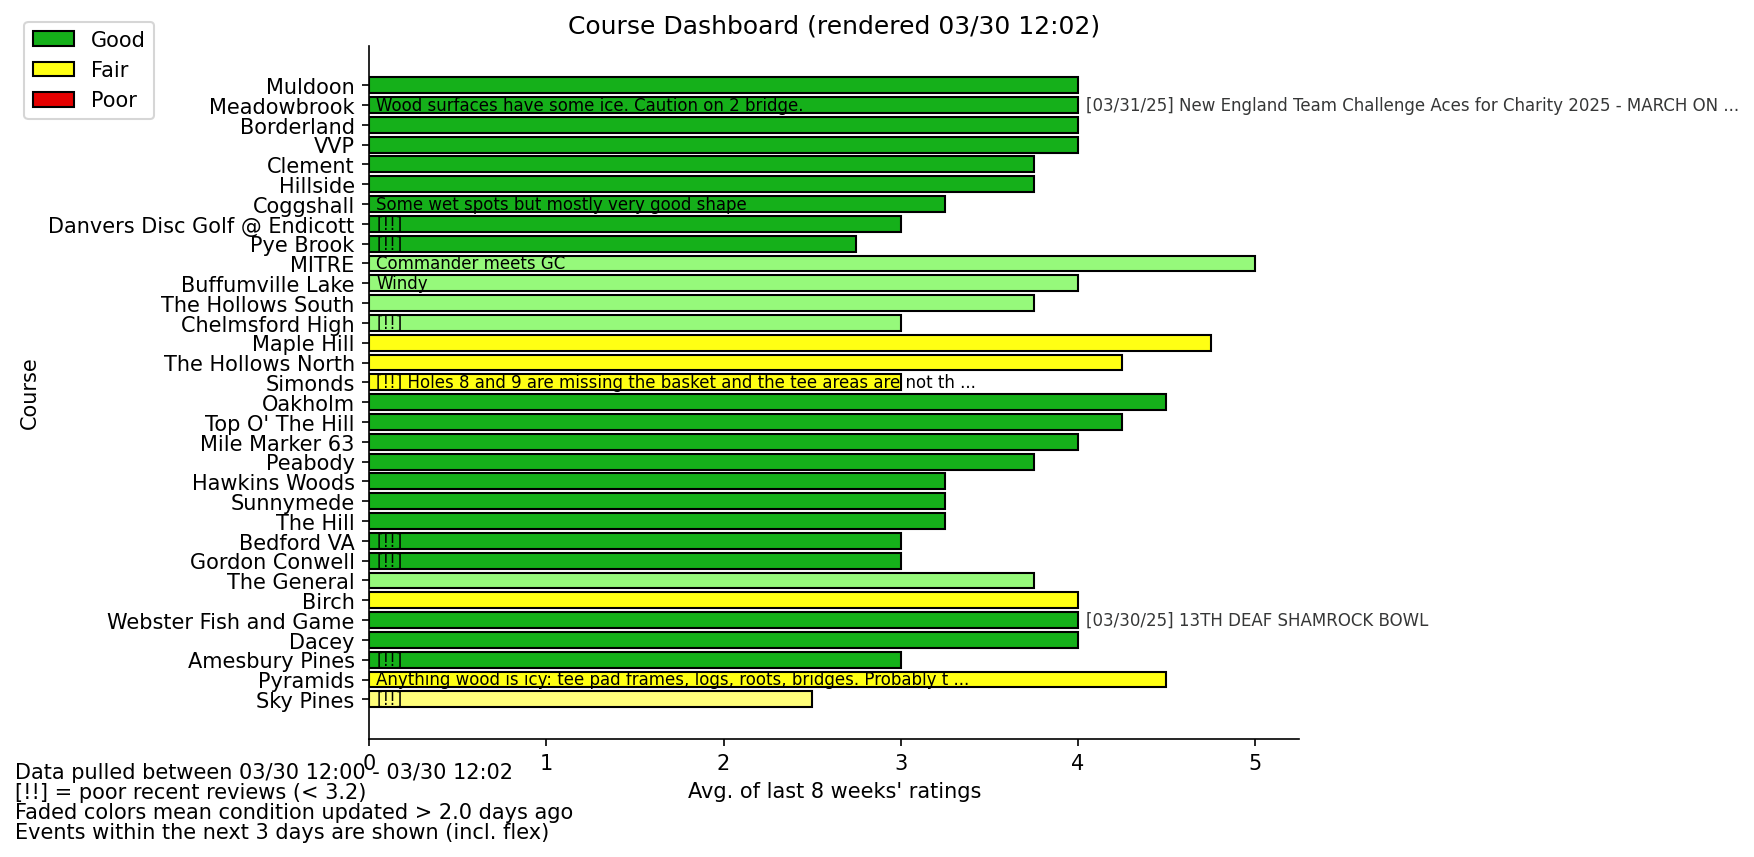 Course Dashboard (rendered 03/30 12:02)
Good
Fair
Poor
Course
Muldoon
Meadowbrook Wood surfaces have some ice. Caution on 2 bridge. [03/31/25] New England Team Challenge Aces for Charity 2025 - MARCH ON ...
Borderland
VVP
Clement
Hillside
Coggshall Some wet spots but mostly very good shape
Danvers Disc Golf @ Endicott [!!]
Pye Brook [!!]
MITRE Commander meets GC
Buffumville Lake Windy
The Hollows South
Chelmsford High [!!]
Maple Hill
The Hollows North
Simonds [!!] Holes 8 and 9 are missing the basket and the tee areas are not th ...
Oakholm
Top O' The Hill
Mile Marker 63
Peabody
Hawkins Woods
Sunnymede
The Hill
Bedford VA [!!]
Gordon Conwell [!!]
The General
Birch
Webster Fish and Game [03/30/25] 13TH DEAF SHAMROCK BOWL
Dacey
Amesbury Pines [!!]
Pyramids Anything wood is icy: tee pad frames, logs, roots, bridges. Probably t ...
Sky Pines [!!]
0 1 2 3 4 5
Avg. of last 8 weeks' ratings
Data pulled between 03/30 12:00 - 03/30 12:02
[!!] = poor recent reviews (< 3.2)
Faded colors mean condition updated > 2.0 days ago
Events within the next 3 days are shown (incl. flex)